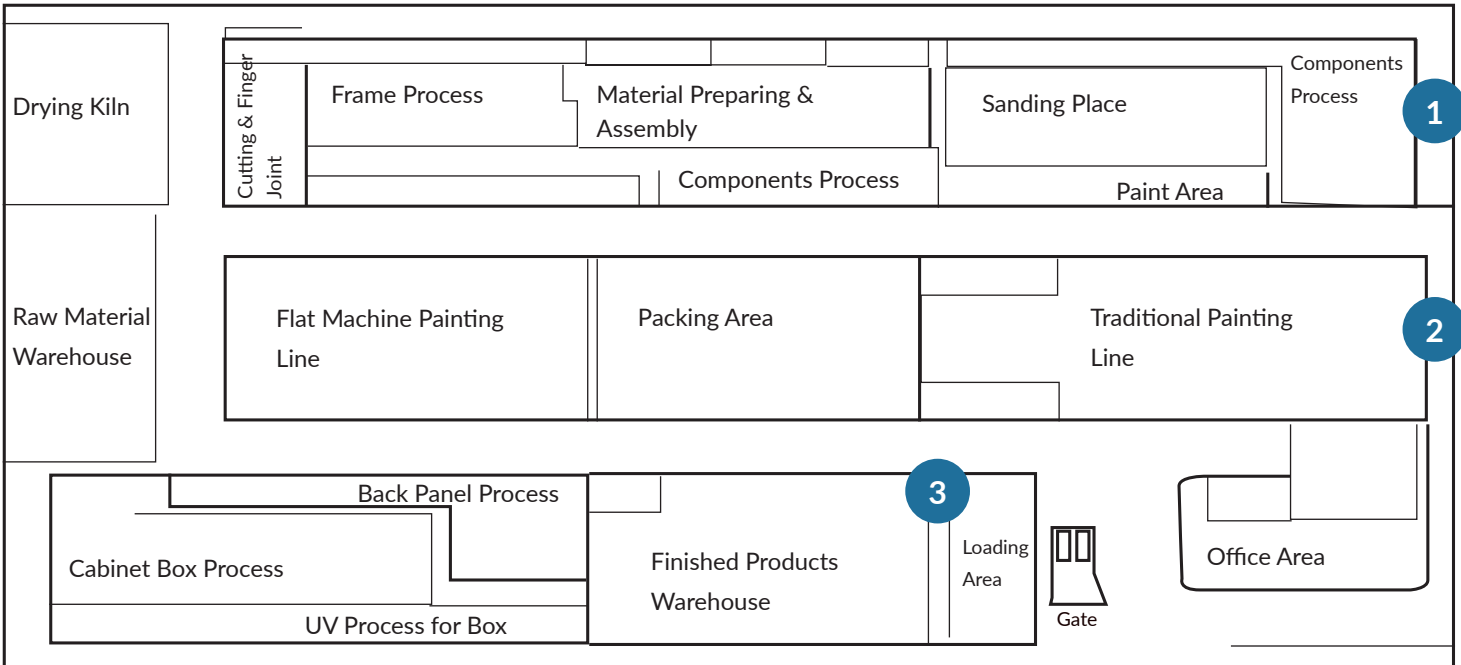 Drying Kiln
Cutting & Finger
Joint
Frame Process
Material Preparing &
Assembly
Components Process
Sanding Place
Paint Area
Components
Process
1
Raw Material
Warehouse
Flat Machine Painting
Line
Packing Area
Traditional Painting
Line
2
Back Panel Process
Cabinet Box Process
UV Process for Box
Finished Products
Warehouse
3
Loading
Area
Gate
Office Area